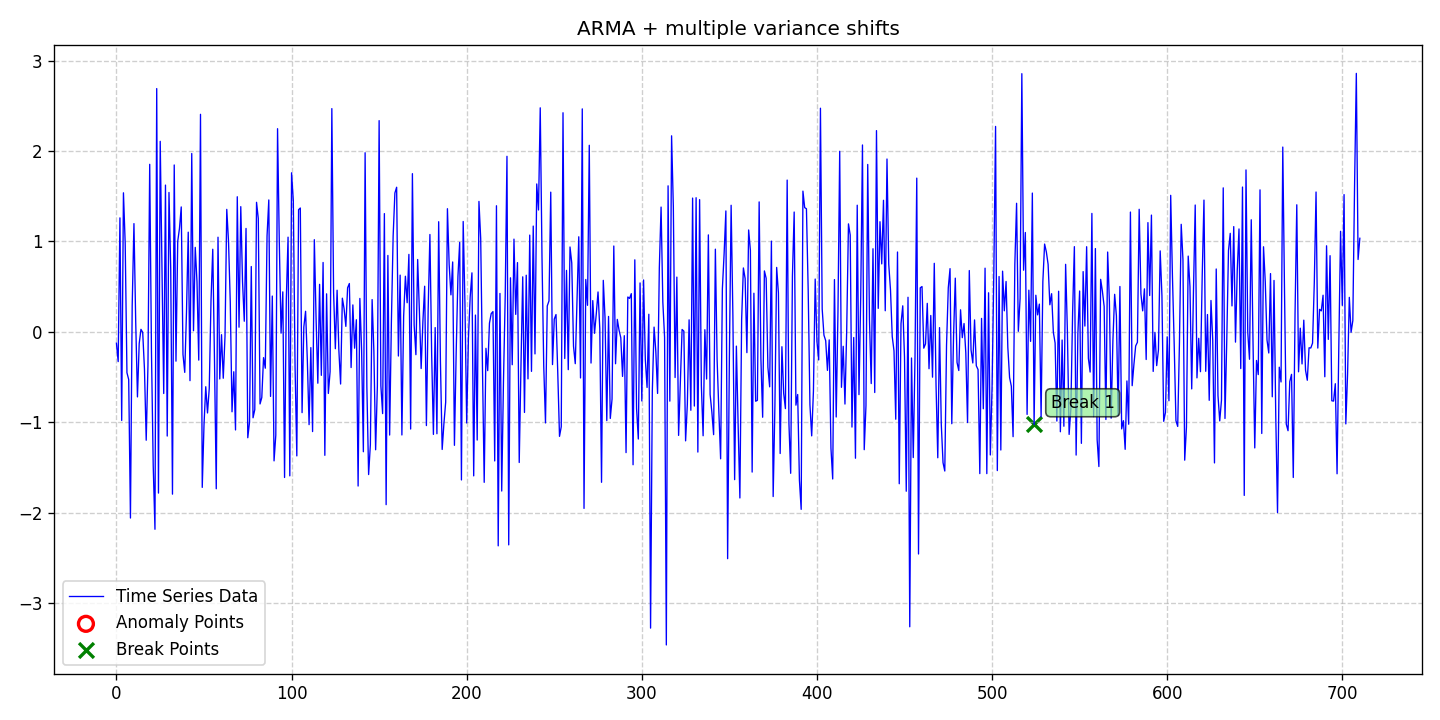 ARMA + multiple variance shifts
3
2
1
0
−1
−2
−3
Break 1
Time Series Data
Anomaly Points
Break Points
0 100 200 300 400 500 600 700